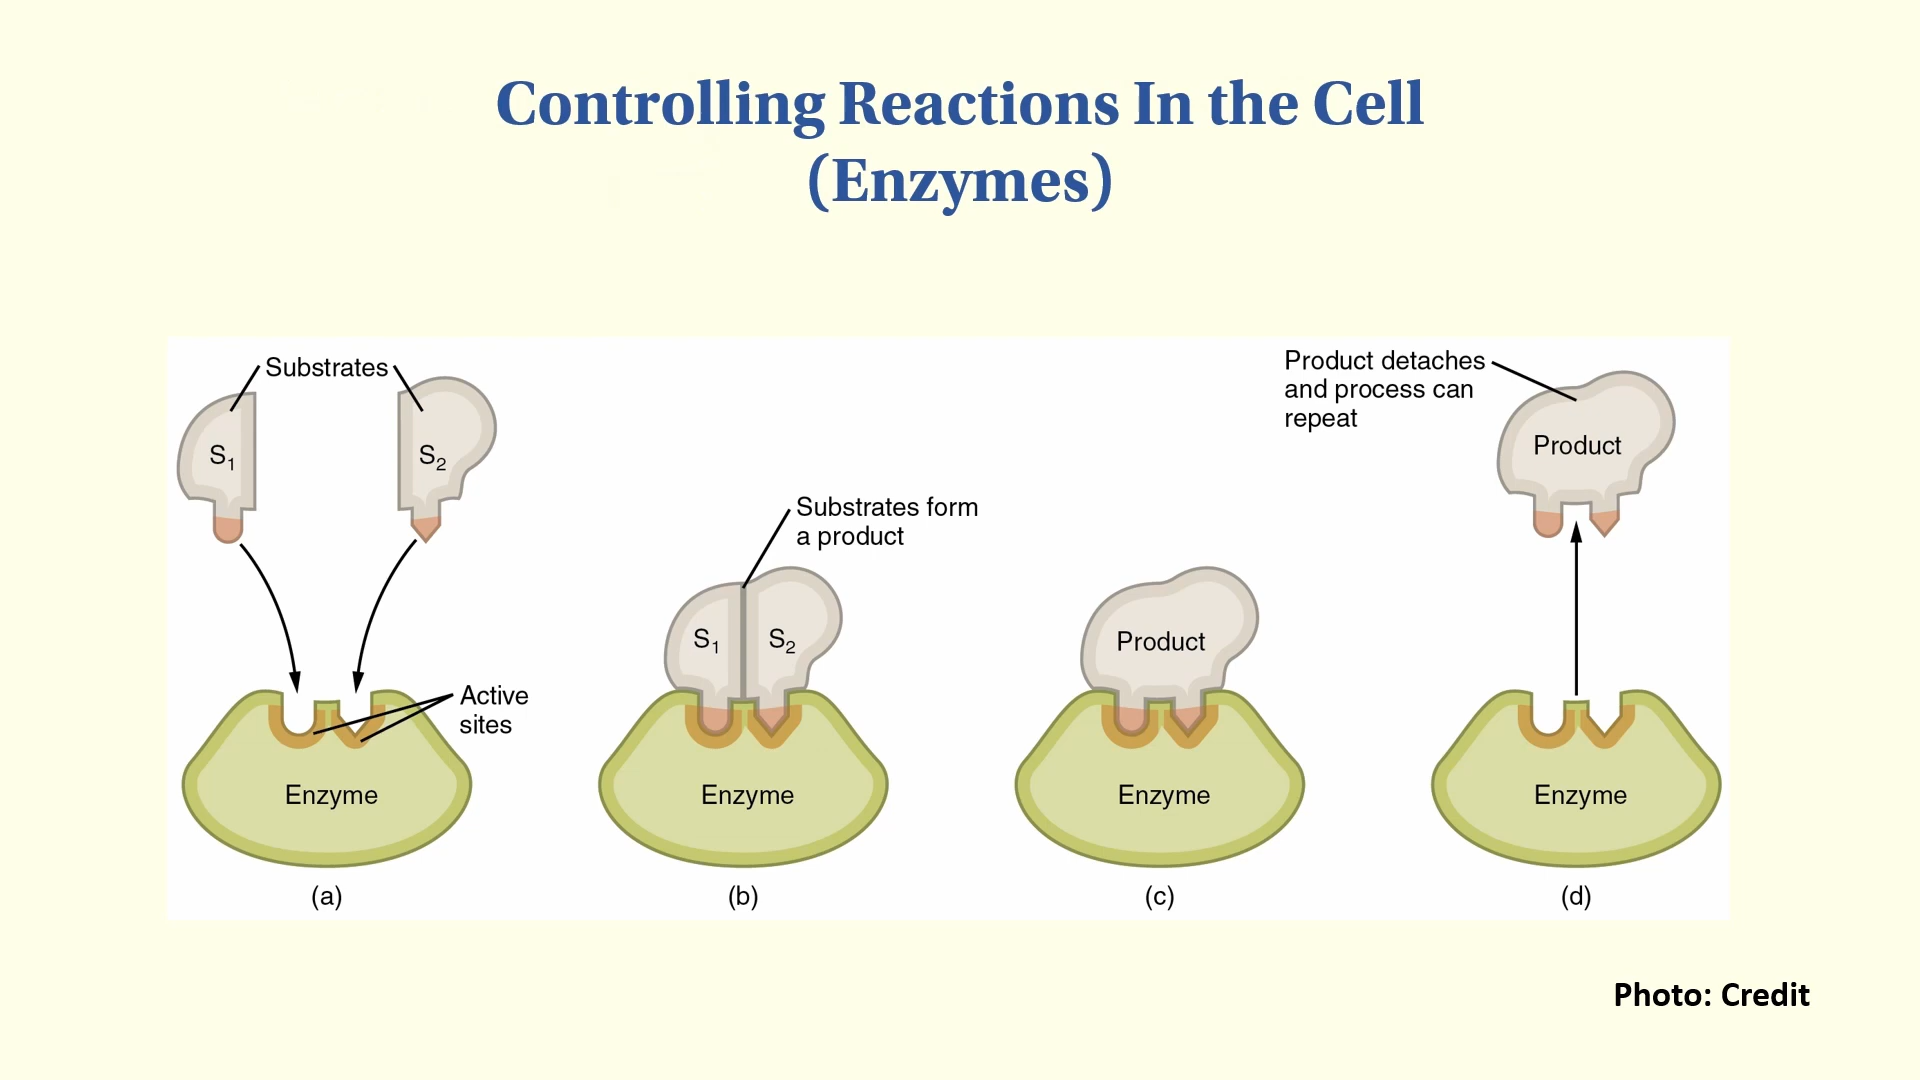 Controlling Reactions In the Cell
(Enzymes)
Substrates
S1
S2
Active
sites
Enzyme
(a)
Substrates form
a product
S1
S2
Enzyme
(b)
Product
Enzyme
(c)
Product detaches
and process can
repeat
Product
Enzyme
(d)
Photo: Credit